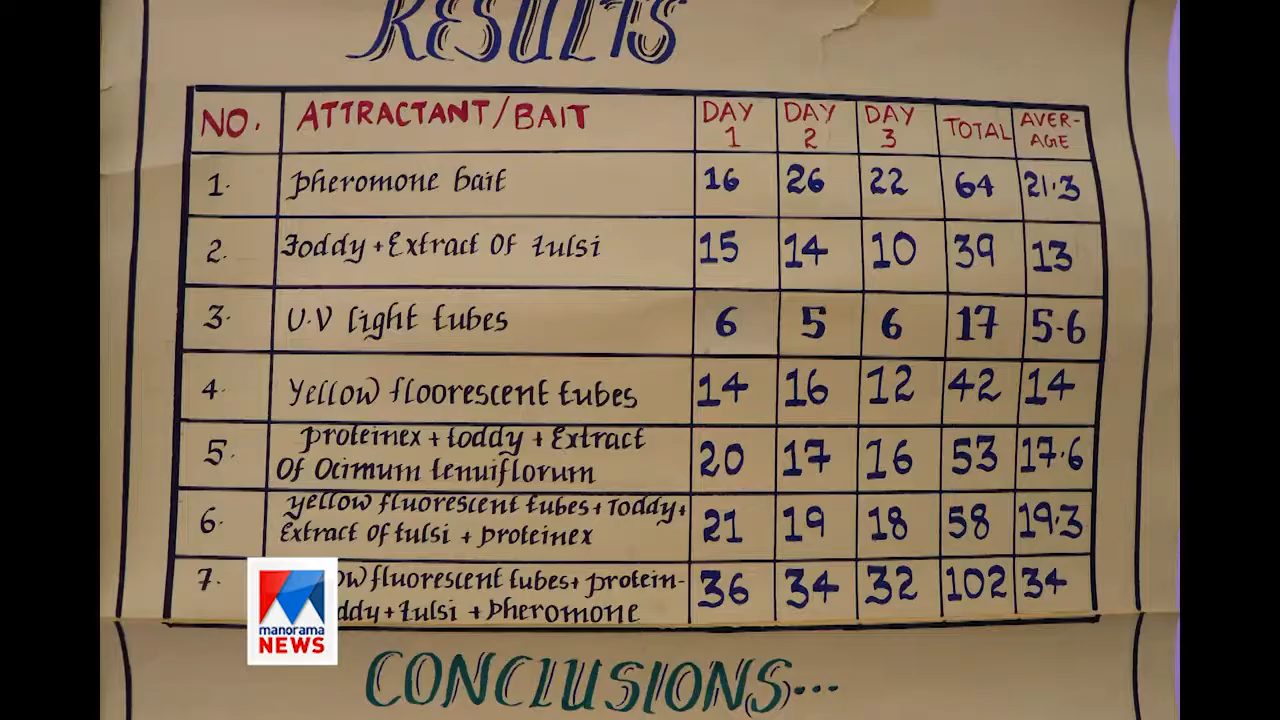 RESULTS
NO. ATTRACTANT/BAIT DAY 1 DAY 2 DAY 3 TOTAL AVER-AGE
1. pheromone bait 16 26 22 64 21.3
2. Toddy + Extract Of tulsi 15 14 10 39 13
3. U.V light tubes 6 5 6 17 5.6
4. Yellow floorescent tubes 14 16 12 42 14
5. proteinex + toddy + Extract
Of Ocimum tenuiflorum 20 17 16 53 17.6
6. yellow fluorescent tubes + Toddy +
Extract Of tulsi + proteinex 21 19 18 58 19.3
7. ow fluorescent tubes + protein-
ddy + tulsi + pheromone 36 34 32 102 34
manorama
NEWS
CONCLUSIONS...